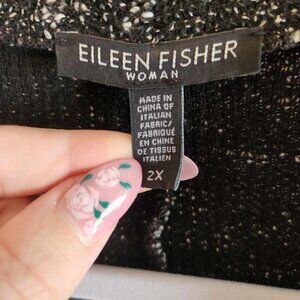 EILEEN FISHER
WOMAN
MADE IN
CHINA OF
ITALIAN
FABRIC/
FABRIQUÉ
EN CHINE
DE TISSUS
ITALIEN
2X